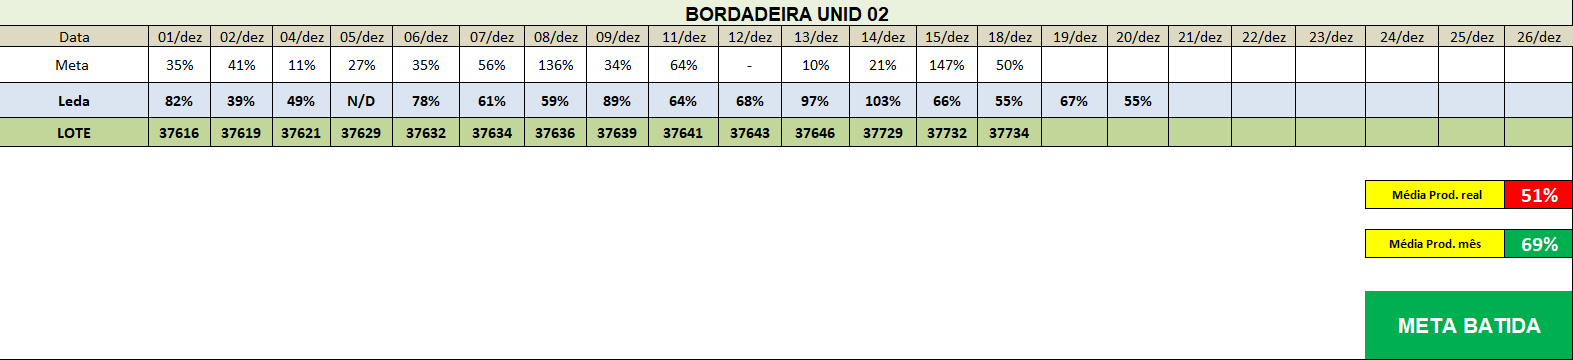 BORDADEIRA UNID 02
Data 01/dez 02/dez 04/dez 05/dez 06/dez 07/dez 08/dez 09/dez 11/dez 12/dez 13/dez 14/dez 15/dez 18/dez 19/dez 20/dez 21/dez 22/dez 23/dez 24/dez 25/dez 26/dez
Meta 35% 41% 11% 27% 35% 56% 136% 34% 64% - 10% 21% 147% 50%
Leda 82% 39% 49% N/D 78% 61% 59% 89% 64% 68% 97% 103% 66% 55% 67% 55%
LOTE 37616 37619 37621 37629 37632 37634 37636 37639 37641 37643 37646 37729 37732 37734
Média Prod. real 51%
Média Prod. mês 69%
META BATIDA